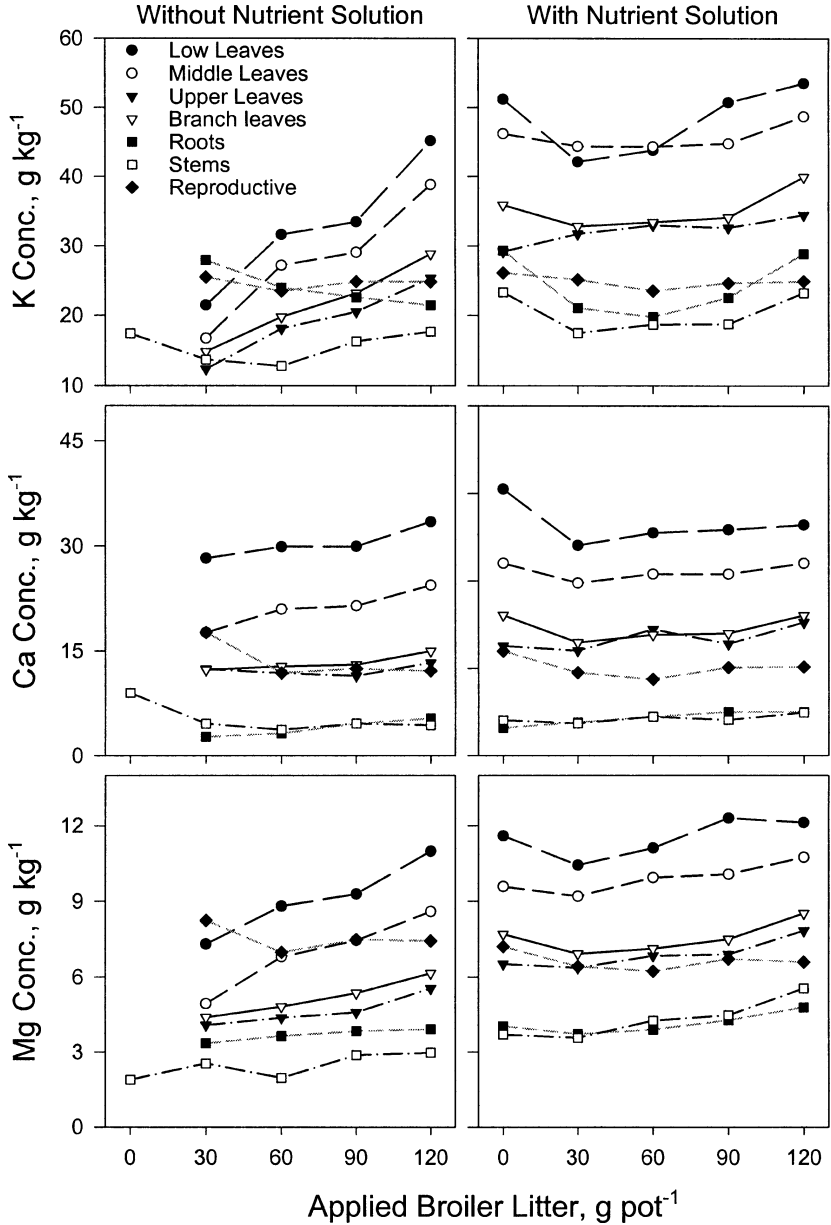 Without Nutrient Solution
With Nutrient Solution
60
50
40
30
20
10
K Conc., g kg-1
Low Leaves
Middle Leaves
Upper Leaves
Branch leaves
Roots
Stems
Reproductive
45
30
15
0
Ca Conc., g kg-1
12
9
6
3
0
Mg Conc., g kg-1
0 30 60 90 120
0 30 60 90 120
Applied Broiler Litter, g pot-1